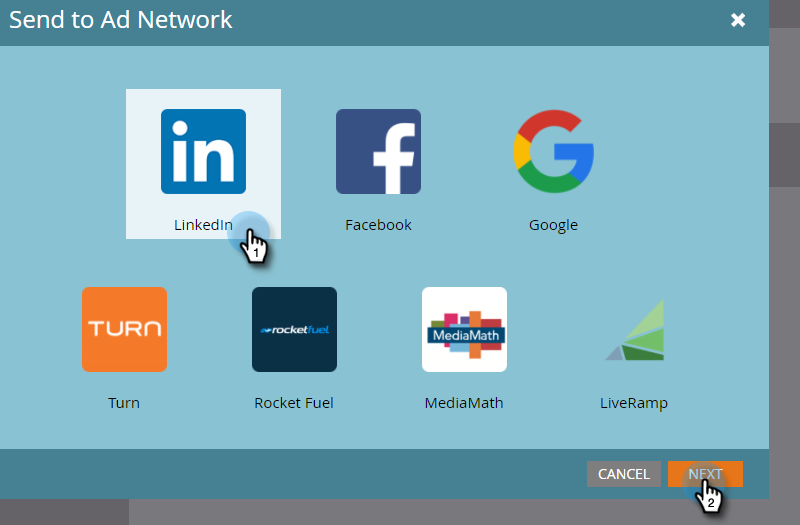 Send to Ad Network
in
f
G
LinkedIn
Facebook
Google
1
TURN
rocketfuel
MediaMath
Turn
Rocket Fuel
MediaMath
LiveRamp
CANCEL
NEXT
2